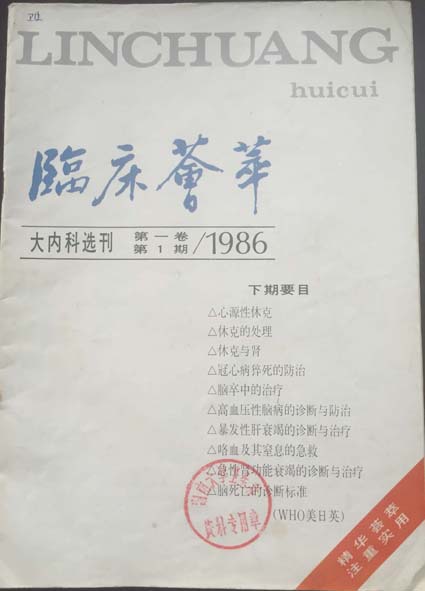 LINCHUANG
huicui
臨床薈萃
大内科选刊 第一卷 第1期 /1986
下期要目
△心源性休克
△休克的处理
△休克与肾
△冠心病猝死的防治
△脑卒中的治疗
△高血压性脑病的诊断与防治
△暴发性肝衰竭的诊断与治疗
△咯血及其窒息的急救
△急性肾功能衰竭的诊断与治疗
△脑死亡的诊断标准
(WHO美日英)
精华荟萃
注重实用